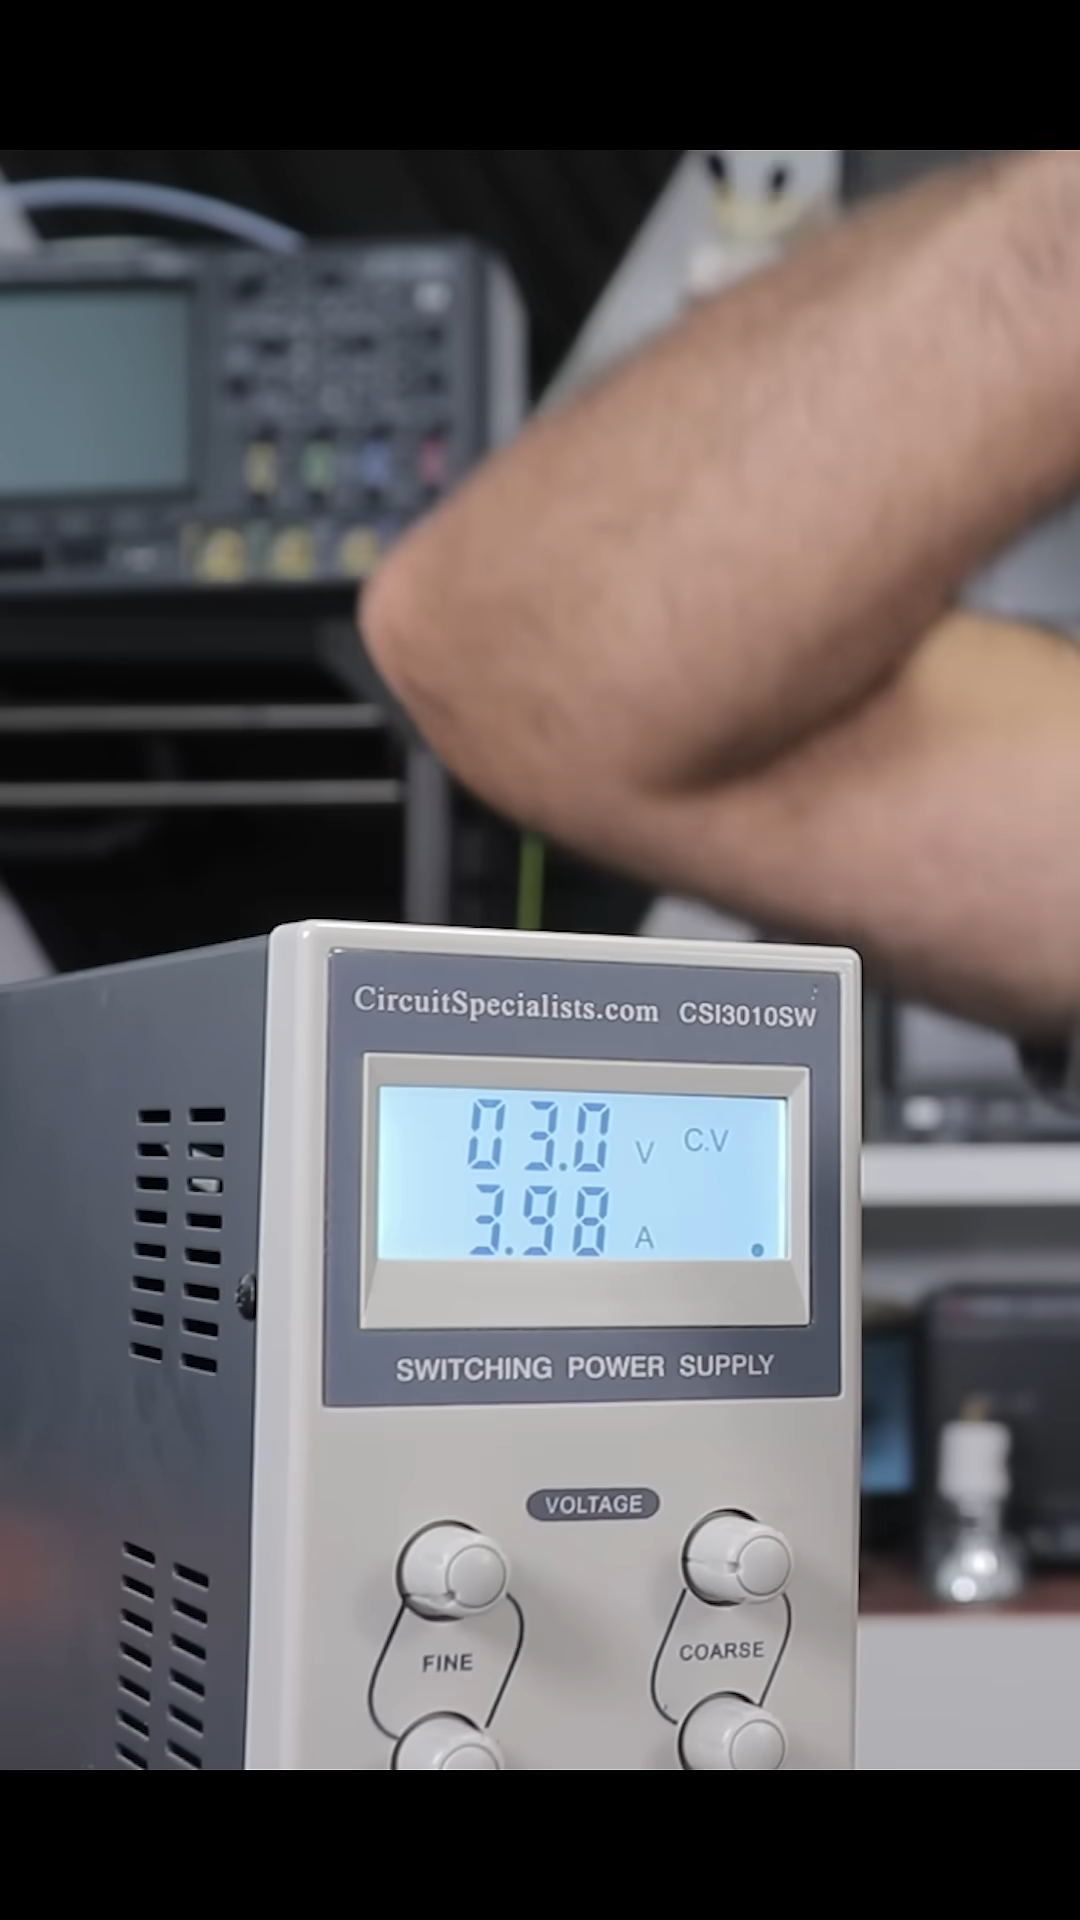 CircuitSpecialists.com CSI3010SW
03.0 V C.V
3.98 A
SWITCHING POWER SUPPLY
VOLTAGE
FINE COARSE